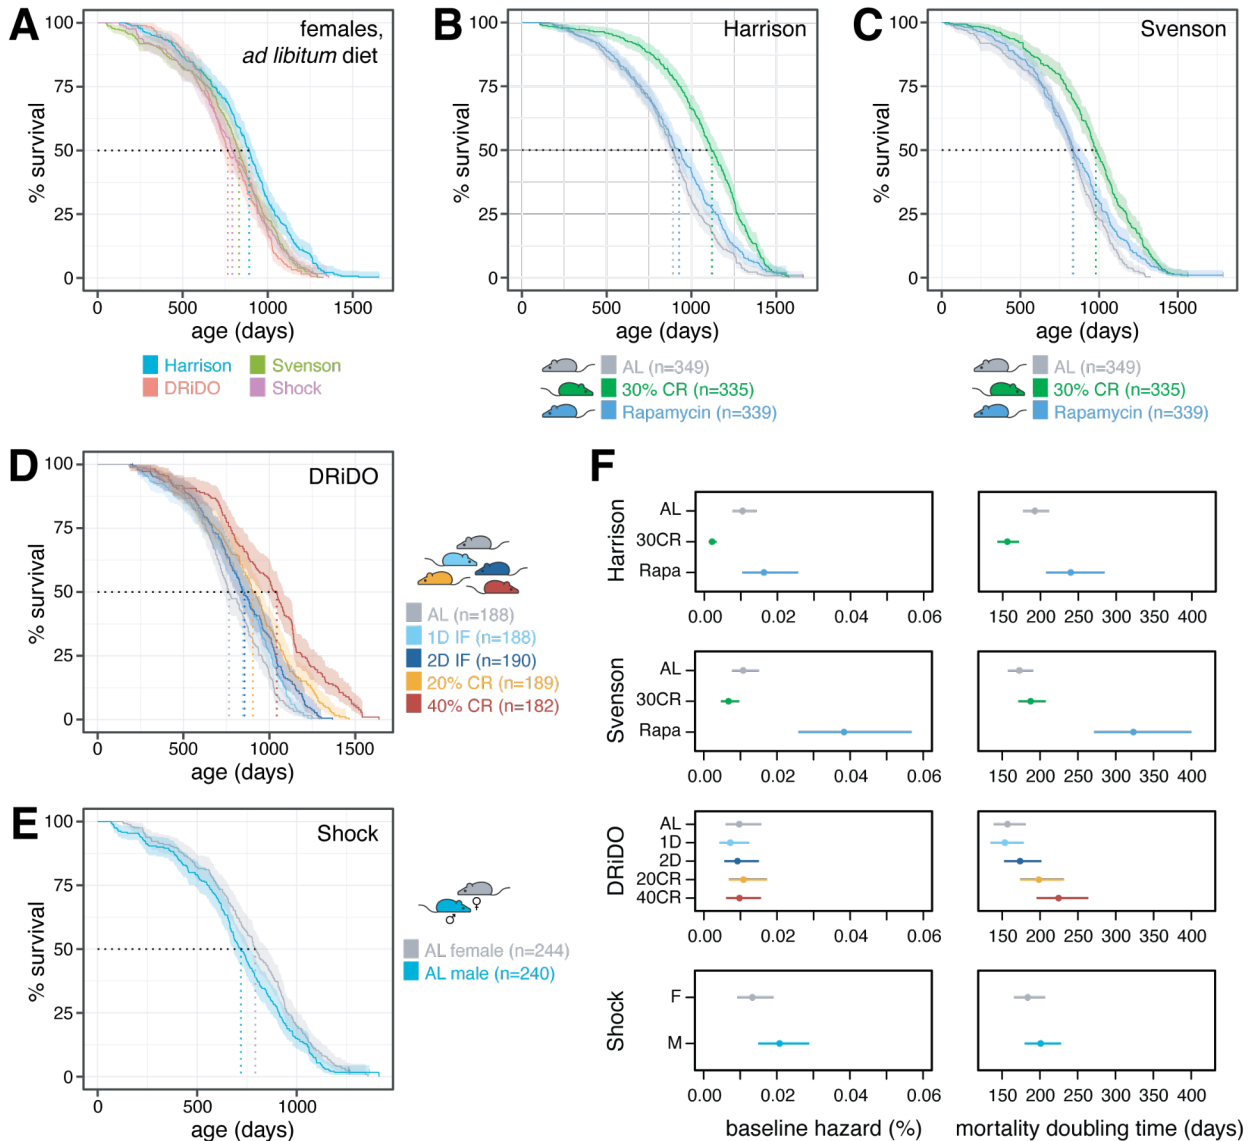 A
females,
ad libitum diet
% survival
100
75
50
25
0
0 500 1000 1500
age (days)
Harrison Svenson
DRiDO Shock
B
Harrison
% survival
100
75
50
25
0
0 500 1000 1500
age (days)
AL (n=349)
30% CR (n=335)
Rapamycin (n=339)
C
Svenson
% survival
100
75
50
25
0
0 500 1000 1500
age (days)
AL (n=349)
30% CR (n=335)
Rapamycin (n=339)
D
DRiDO
% survival
100
75
50
25
0
0 500 1000 1500
age (days)
AL (n=188)
1D IF (n=188)
2D IF (n=190)
20% CR (n=189)
40% CR (n=182)
E
Shock
% survival
100
75
50
25
0
0 500 1000
age (days)
♀
♂
AL female (n=244)
AL male (n=240)
F
Harrison
AL
30CR
Rapa
0.00 0.02 0.04 0.06
150 200 250 300 350 400
Svenson
AL
30CR
Rapa
0.00 0.02 0.04 0.06
150 200 250 300 350 400
DRiDO
AL
1D
2D
20CR
40CR
0.00 0.02 0.04 0.06
150 200 250 300 350 400
Shock
F
M
0.00 0.02 0.04 0.06
150 200 250 300 350 400
baseline hazard (%)
mortality doubling time (days)